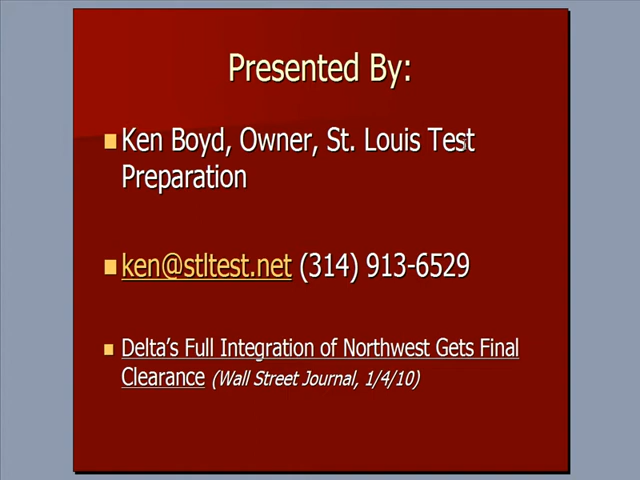 Presented By:
Ken Boyd, Owner, St. Louis Test
Preparation
ken@stltest.net (314) 913-6529
Delta's Full Integration of Northwest Gets Final
Clearance (Wall Street Journal, 1/4/10)